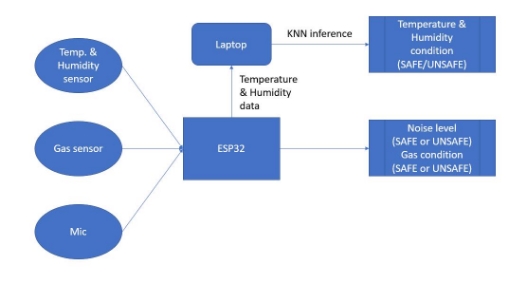 Temp. &
Humidity
sensor
Gas sensor
Mic
Laptop
Temperature
& Humidity
data
ESP32
KNN inference
Temperature &
Humidity
condition
(SAFE/UNSAFE)
Noise level
(SAFE or UNSAFE)
Gas condition
(SAFE or UNSAFE)